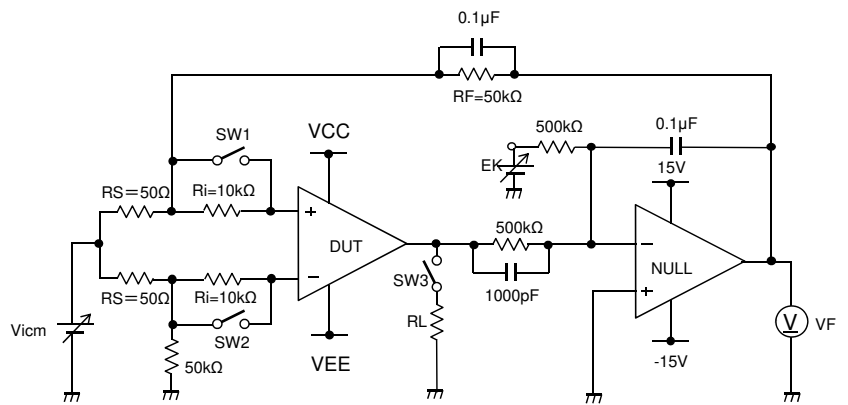 0.1µF
RF=50kΩ
SW1
VCC
500kΩ
0.1µF
EK
15V
RS=50Ω
Ri=10kΩ
+
DUT
−
500kΩ
−
NULL
+
RS=50Ω
Ri=10kΩ
SW3
1000pF
Vicm
SW2
RL
V
VF
50kΩ
VEE
-15V